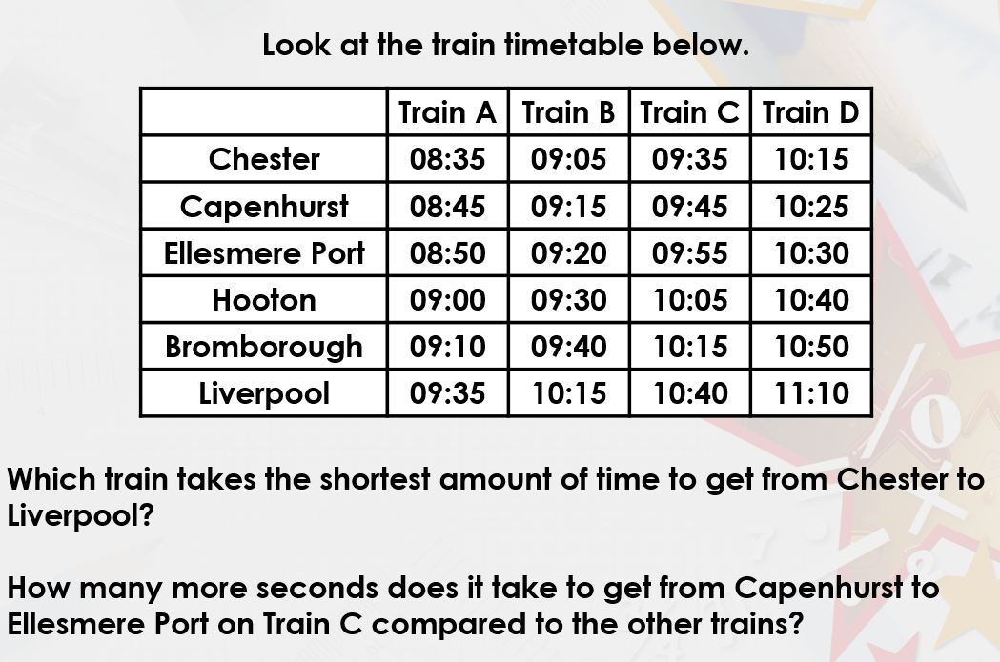 Look at the train timetable below.
Train A Train B Train C Train D
Chester 08:35 09:05 09:35 10:15
Capenhurst 08:45 09:15 09:45 10:25
Ellesmere Port 08:50 09:20 09:55 10:30
Hooton 09:00 09:30 10:05 10:40
Bromborough 09:10 09:40 10:15 10:50
Liverpool 09:35 10:15 10:40 11:10
Which train takes the shortest amount of time to get from Chester to
Liverpool?
How many more seconds does it take to get from Capenhurst to
Ellesmere Port on Train C compared to the other trains?